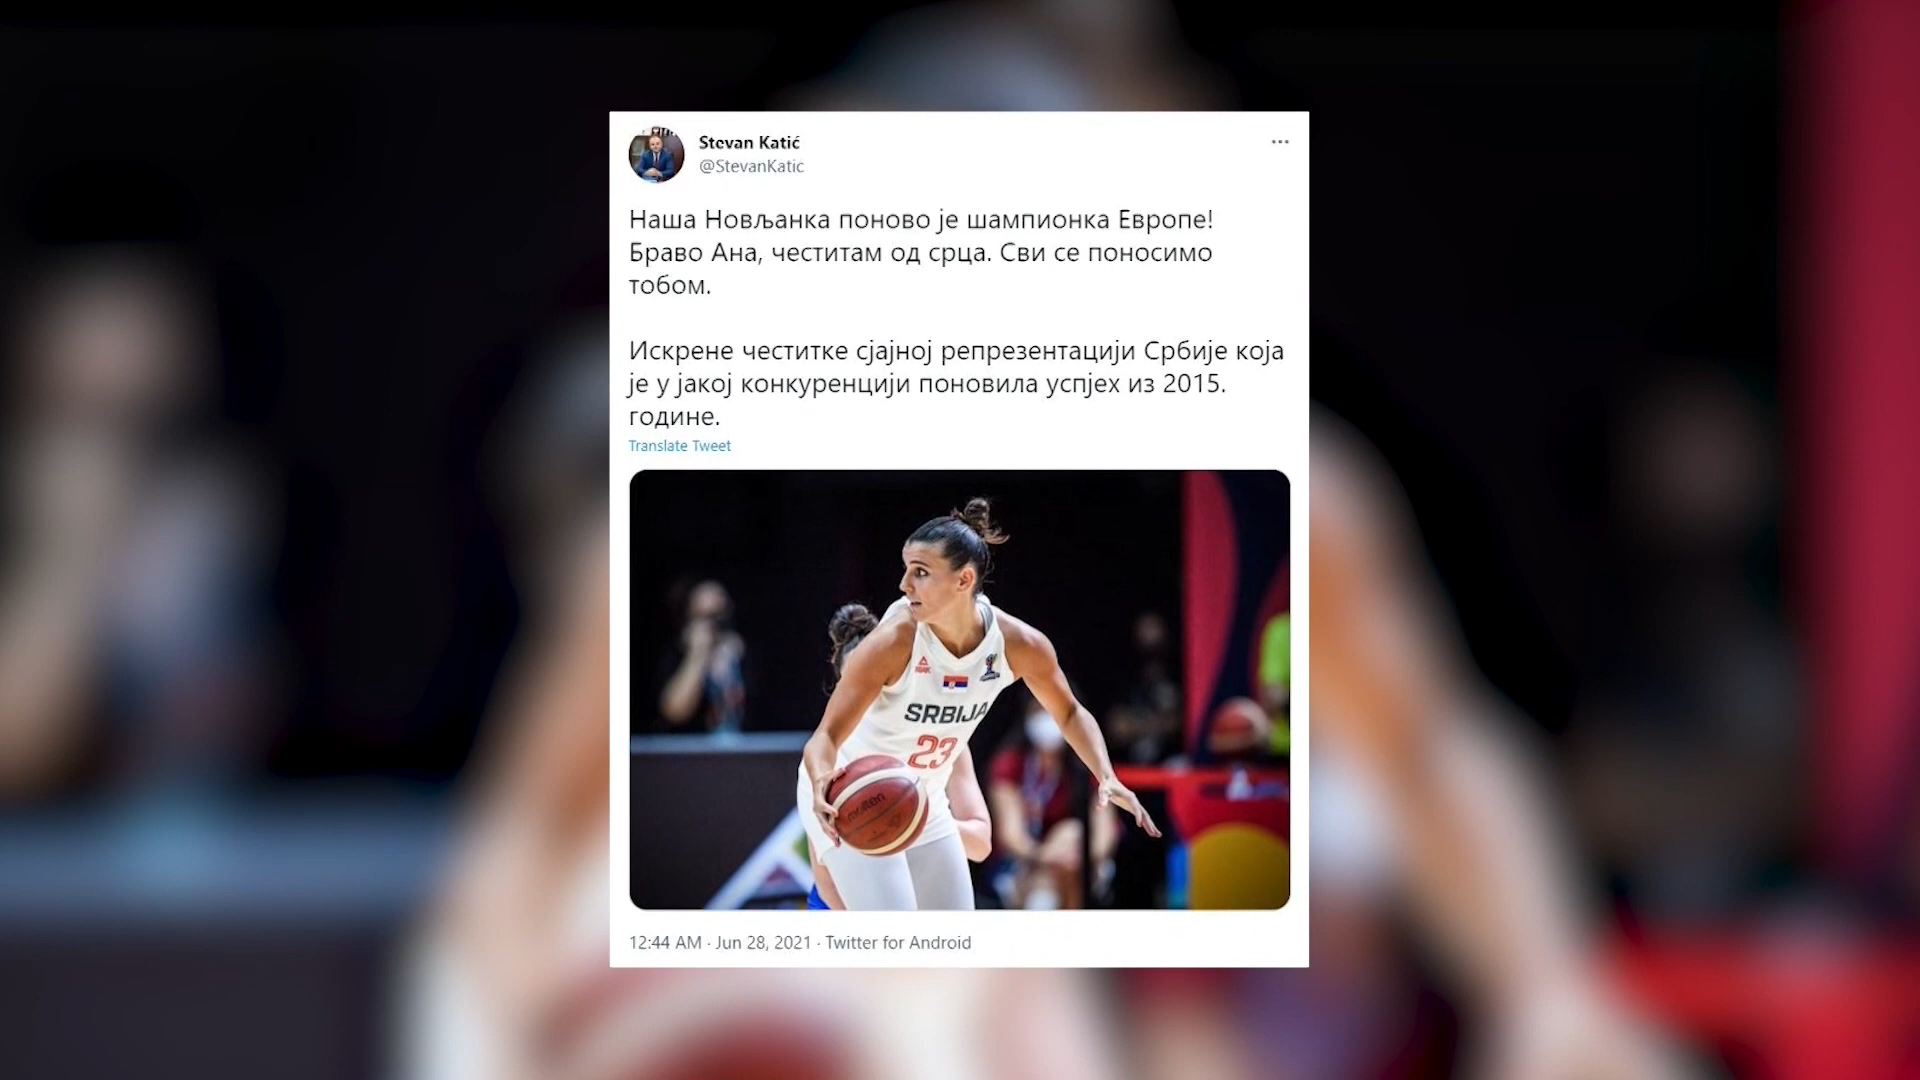 Stevan Katić
@StevanKatic
Наша Новљанка поново је шампионка Европе!
Браво Ана, честитам од срца. Сви се поносимо
тобом.
Искрене честитке сјајној репрезентацији Србије која
је у јакој конкуренцији поновила успјех из 2015.
године.
Translate Tweet
PEAK
SRBIJA
23
molten
12:44 AM · Jun 28, 2021 · Twitter for Android